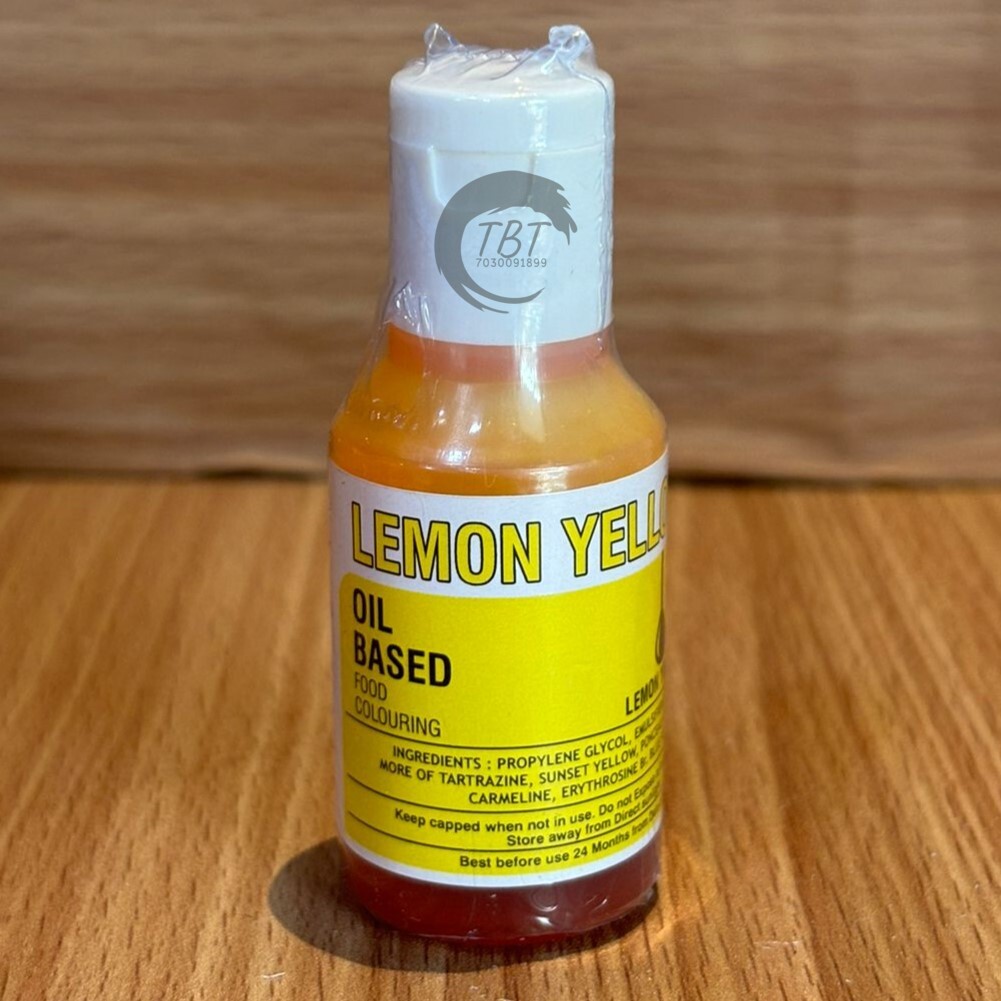 TBT
7030091899
LEMON YELLO
OIL
BASED
FOOD
COLOURING
LEMON
INGREDIENTS : PROPYLENE GLYCOL,
MORE OF TARTRAZINE, SUNSET YELLOW,
CARMELINE, ERYTHROSINE
Keep capped when not in use. Do not
Store away from Direct
Best before use 24 Months from